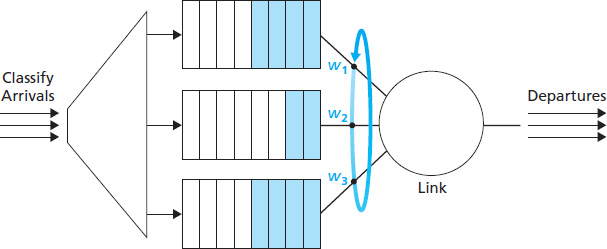 Classify
Arrivals
w1
w2
w3
Departures
Link